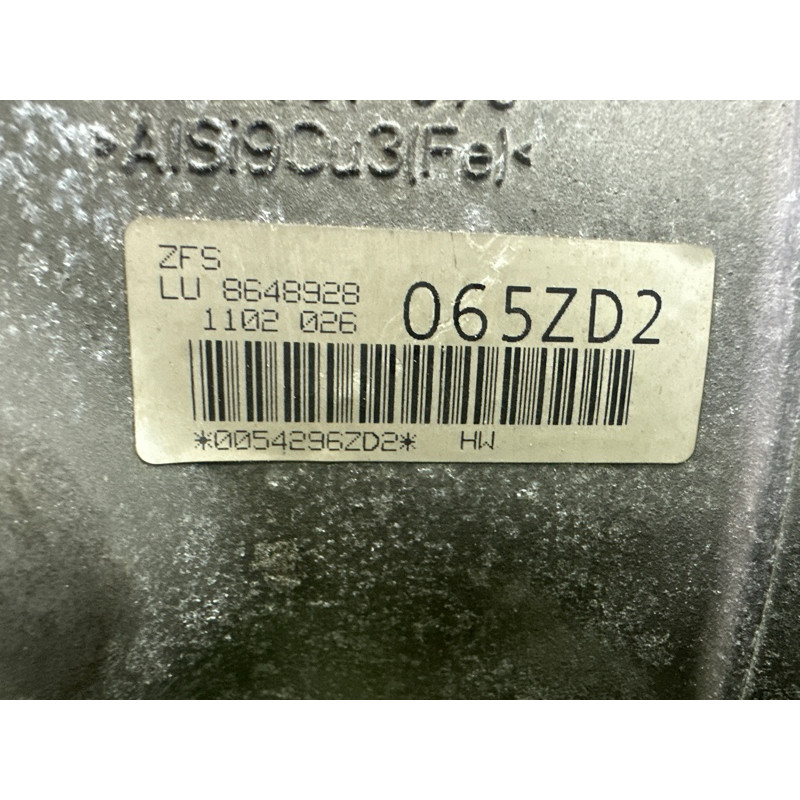 >AlSi9Cu3(Fe)<
ZFS
LU 8648928
1102 026
065ZD2
*0054296ZD2* HW